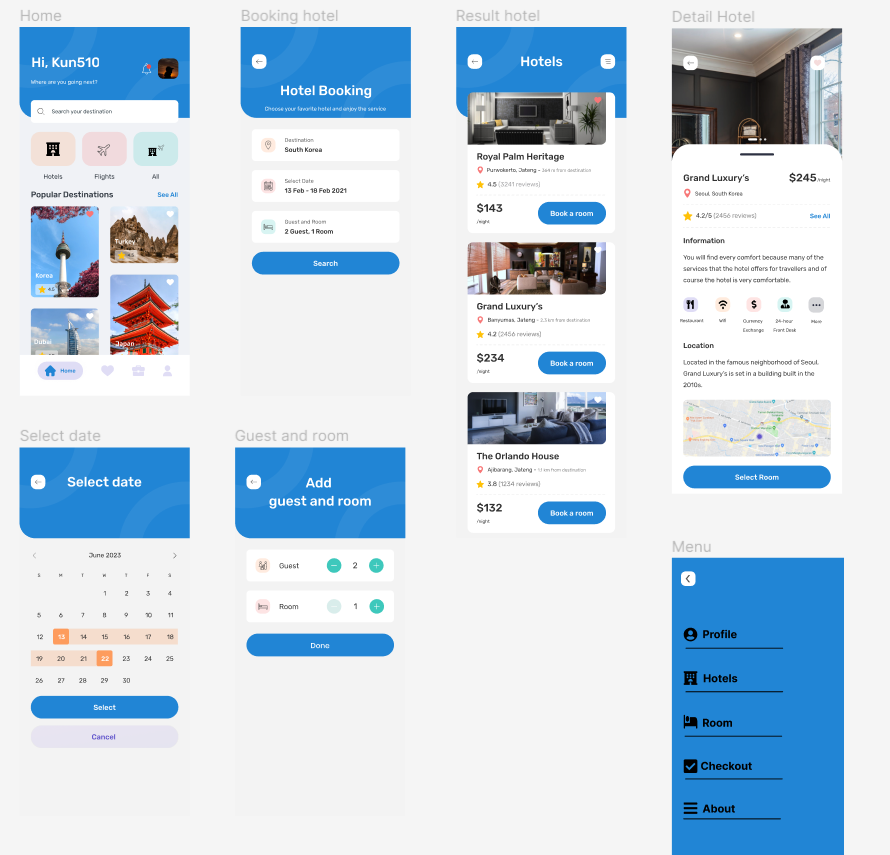 Home
Hi, Kun510
Where are you going next?
Search your destination
Hotels
Flights
All
Popular Destinations
See All
Korea
4.5
Turkey
4.5
Dubai
Japan
Home
Booking hotel
Hotel Booking
Choose your favorite hotel and enjoy the service
Destination
South Korea
Select Date
13 Feb - 18 Feb 2021
Guest and Room
2 Guest, 1 Room
Search
Result hotel
Hotels
Royal Palm Heritage
Purwokerto, Jateng - 364 m from destination
4.5 (3241 reviews)
$143
/night
Book a room
Grand Luxury's
Banyumas, Jateng - 2.3 km from destination
4.2 (2456 reviews)
$234
/night
Book a room
The Orlando House
Ajibarang, Jateng - 1.1 km from destination
3.8 (1234 reviews)
$132
/night
Book a room
Detail Hotel
Grand Luxury's
$245 /night
Seoul, South Korea
4.2/5 (2456 reviews)
See All
Information
You will find every comfort because many of the
services that the hotel offers for travellers and of
course the hotel is very comfortable.
Restaurant
Wifi
Currency
Exchange
24-hour
Front Desk
More
Location
Located in the famous neighborhood of Seoul,
Grand Luxury's is set in a building built in the
2010s.
Select Room
Select date
Select date
June 2023
S M T W T F S
1 2 3 4
5 6 7 8 9 10 11
12 13 14 15 16 17 18
19 20 21 22 23 24 25
26 27 28 29 30
Select
Cancel
Guest and room
Add
guest and room
Guest
2
Room
1
Done
Menu
Profile
Hotels
Room
Checkout
About